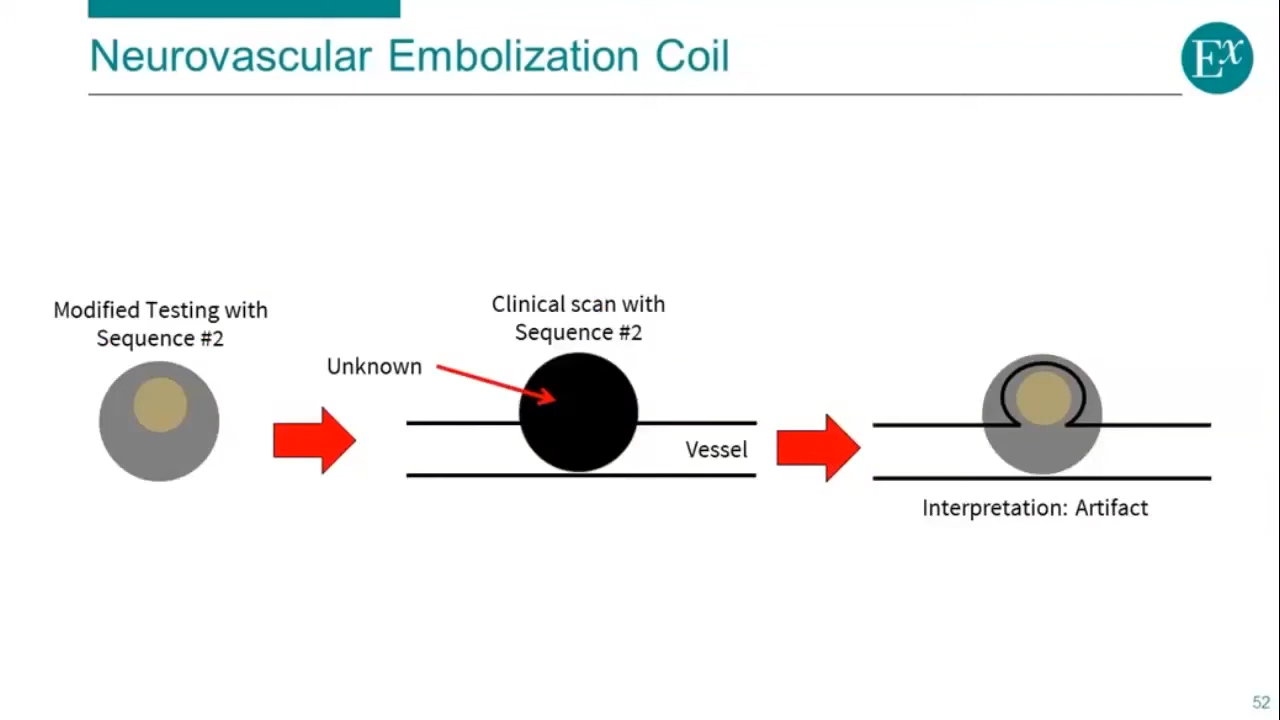 Neurovascular Embolization Coil
Ex
Modified Testing with
Sequence #2
Unknown
Clinical scan with
Sequence #2
Vessel
Interpretation: Artifact
52